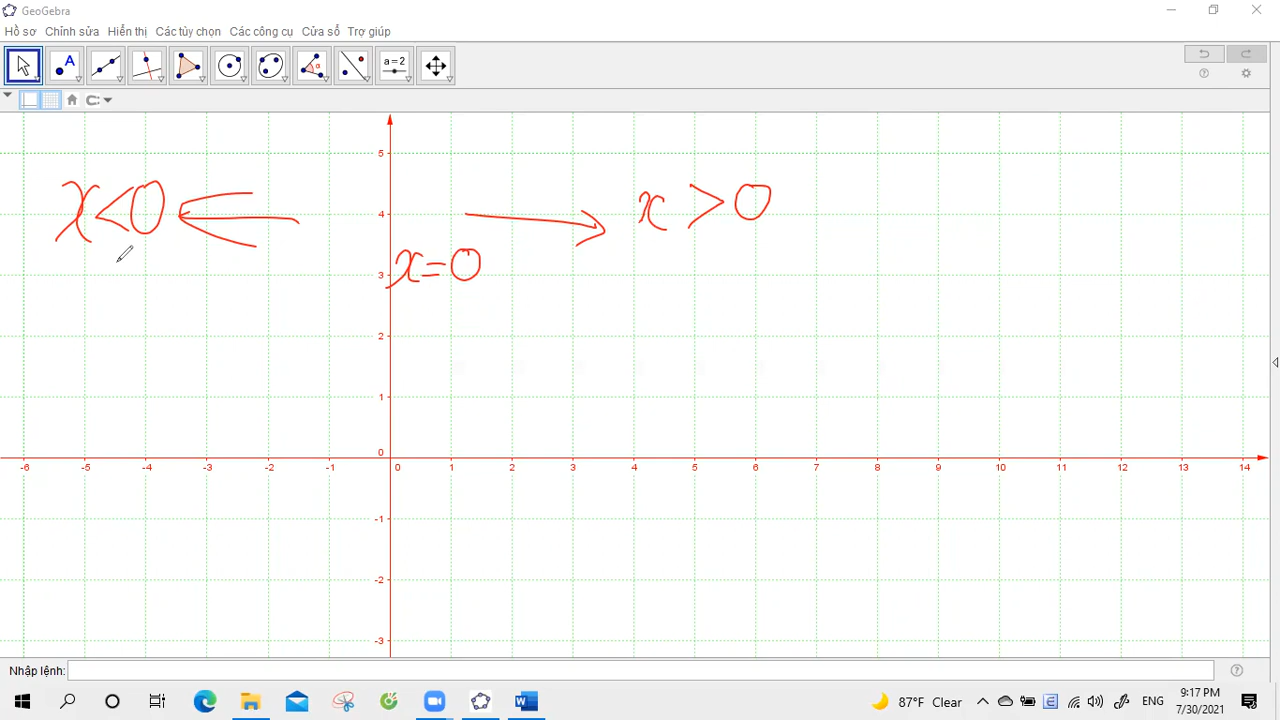 GeoGebra
Hồ sơ Chỉnh sửa Hiển thị Các tùy chọn Các công cụ Cửa sổ Trợ giúp
A α a = 2
5
x<0 x > 0
4
x=0
3
2
1
0
-6 -5 -4 -3 -2 -1 0 1 2 3 4 5 6 7 8 9 10 11 12 13 14
-1
-2
-3
Nhập lệnh:
87°F Clear ENG 9:17 PM
7/30/2021